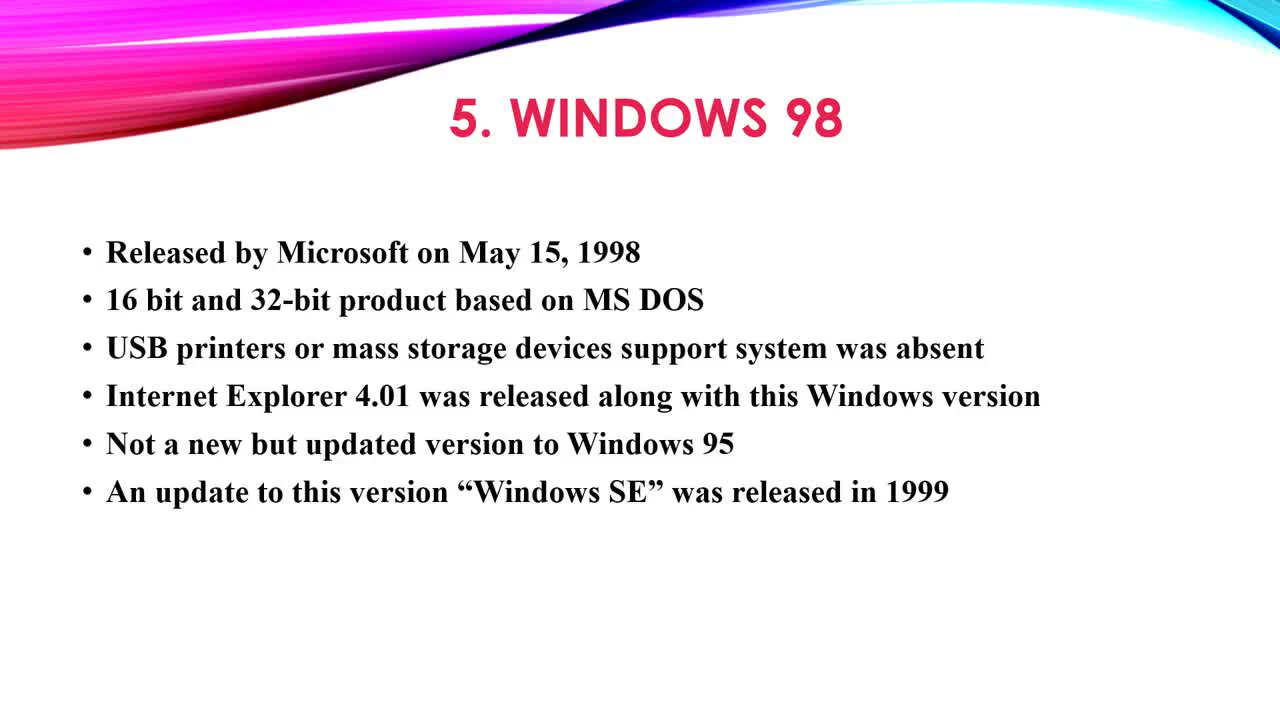 5. WINDOWS 98
• Released by Microsoft on May 15, 1998
• 16 bit and 32-bit product based on MS DOS
• USB printers or mass storage devices support system was absent
• Internet Explorer 4.01 was released along with this Windows version
• Not a new but updated version to Windows 95
• An update to this version “Windows SE” was released in 1999